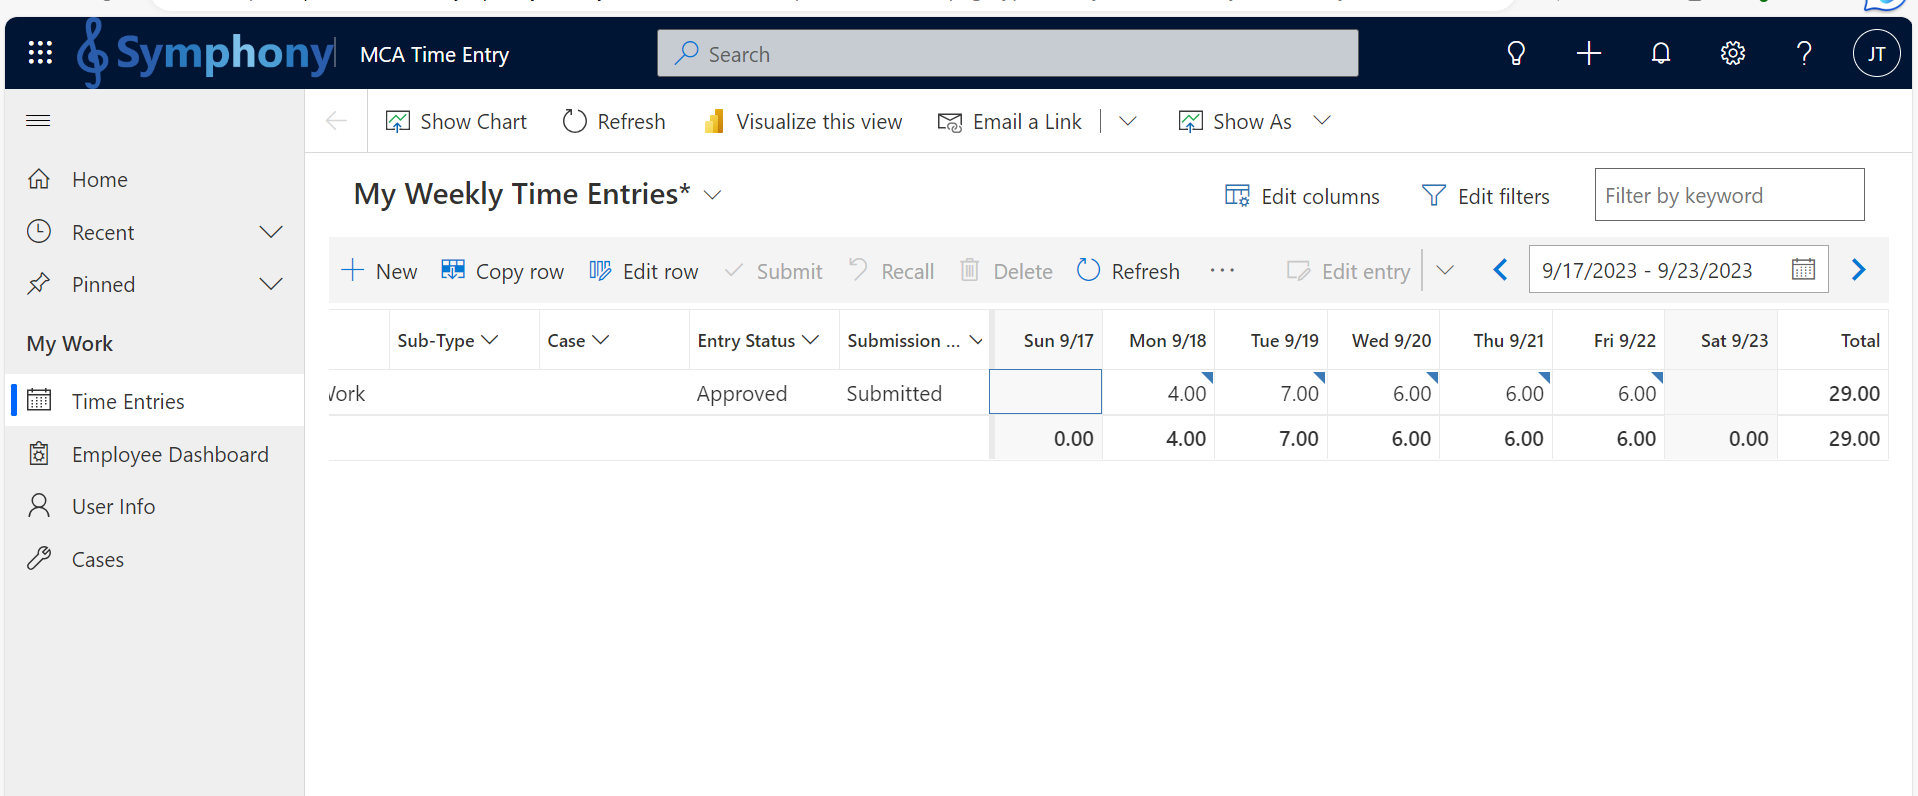 Symphony
MCA Time Entry
Search
JT
Show Chart
Refresh
Visualize this view
Email a Link
Show As
Home
Recent
Pinned
My Work
Time Entries
Employee Dashboard
User Info
Cases
My Weekly Time Entries*
Edit columns
Edit filters
Filter by keyword
New
Copy row
Edit row
Submit
Recall
Delete
Refresh
...
Edit entry
9/17/2023 - 9/23/2023
Sub-Type Case Entry Status Submission ... Sun 9/17 Mon 9/18 Tue 9/19 Wed 9/20 Thu 9/21 Fri 9/22 Sat 9/23 Total
Approved Submitted 4.00 7.00 6.00 6.00 6.00 29.00
0.00 4.00 7.00 6.00 6.00 6.00 0.00 29.00